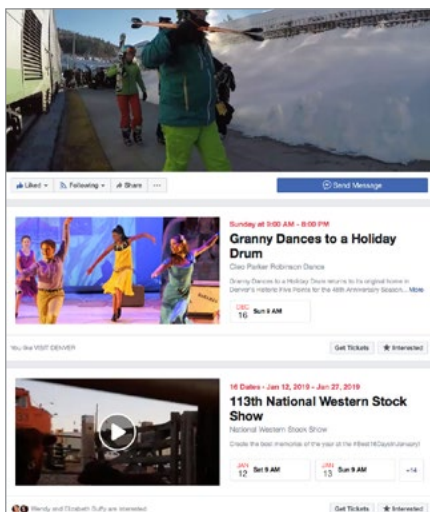 Liked
Following
Share
Send Message
Sunday at 9:00 AM - 8:00 PM
Granny Dances to a Holiday
Drum
Cleo Parker Robinson Dance
Granny Dances to a Holiday Drum returns to its original home in
Denver's historic Five Points for the 48th Anniversary Season... More
DEC
16 Sun 9 AM
You like VISIT DENVER
Get Tickets
Interested
16 Dates - Jan 12, 2019 - Jan 27, 2019
113th National Western Stock
Show
National Western Stock Show
Create the best memories of the year at the #Best16DaysInJanuary!
JAN
12 Sat 9 AM
JAN
13 Sun 9 AM
+14
Wendy and Elizabeth Suffy are interested
Get Tickets
Interested